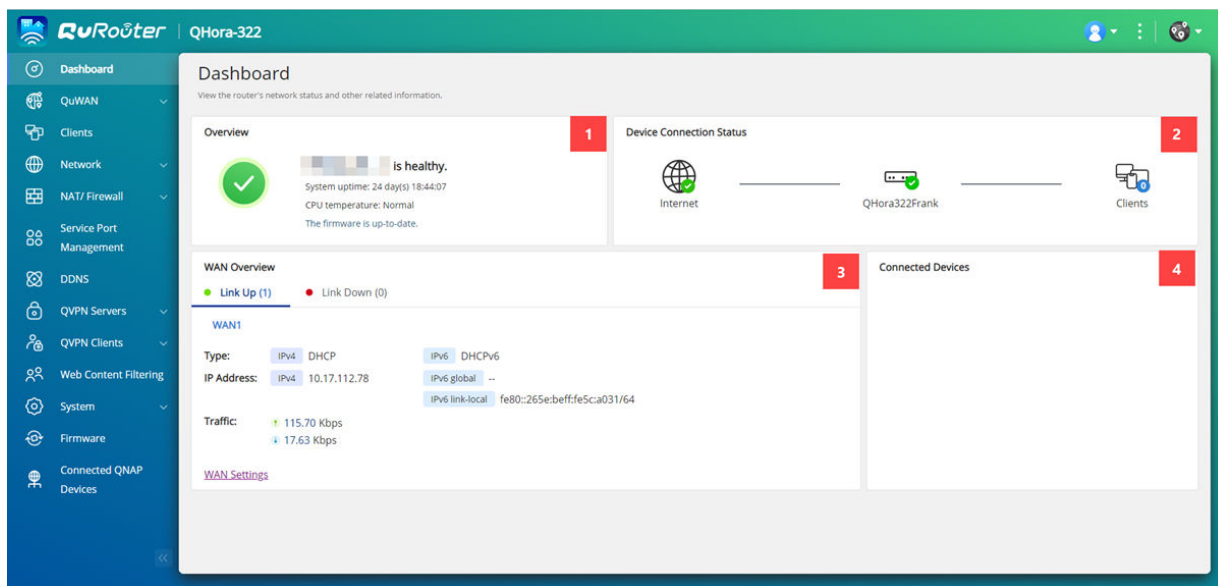 QuRouter | QHora-322
Dashboard
QuWAN
Clients
Network
NAT/ Firewall
Service Port
Management
DDNS
QVPN Servers
QVPN Clients
Web Content Filtering
System
Firmware
Connected QNAP
Devices
Dashboard
View the router's network status and other related information.
Overview
1
is healthy.
System uptime: 24 day(s) 18:44:07
CPU temperature: Normal
The firmware is up-to-date.
Device Connection Status
2
Internet
QHora322Frank
0
Clients
WAN Overview
3
Link Up (1) Link Down (0)
WAN1
Type: IPv4 DHCP IPv6 DHCPv6
IP Address: IPv4 10.17.112.78 IPv6 global --
IPv6 link-local fe80::265e:beff:fe5c:a031/64
Traffic: 115.70 Kbps
17.63 Kbps
WAN Settings
Connected Devices
4